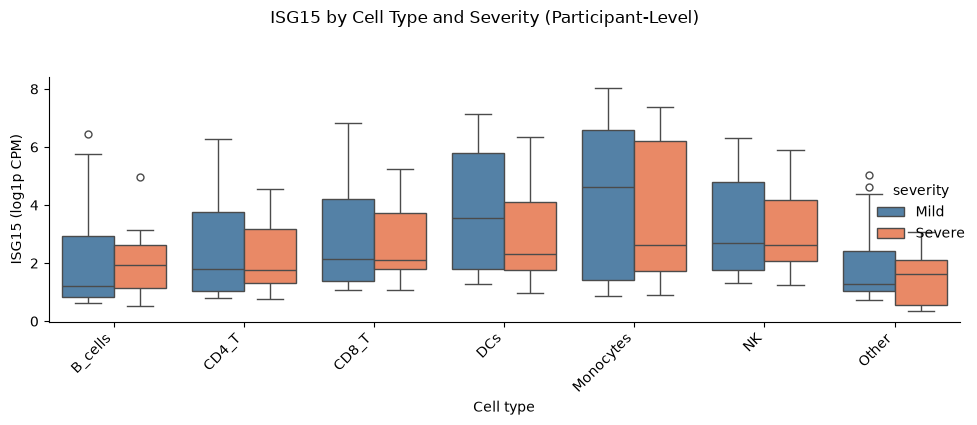 ISG15 by Cell Type and Severity (Participant-Level)
ISG15 (log1p CPM)
8
6
4
2
0
severity
Mild
Severe
B_cells
CD4_T
CD8_T
DCs
Monocytes
NK
Other
Cell type